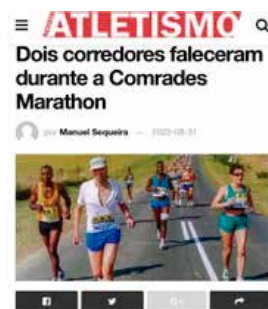 ATLETISMO
Dois corredores faleceram
durante a Comrades
Marathon
por Manuel Sequeira — 2022-08-31